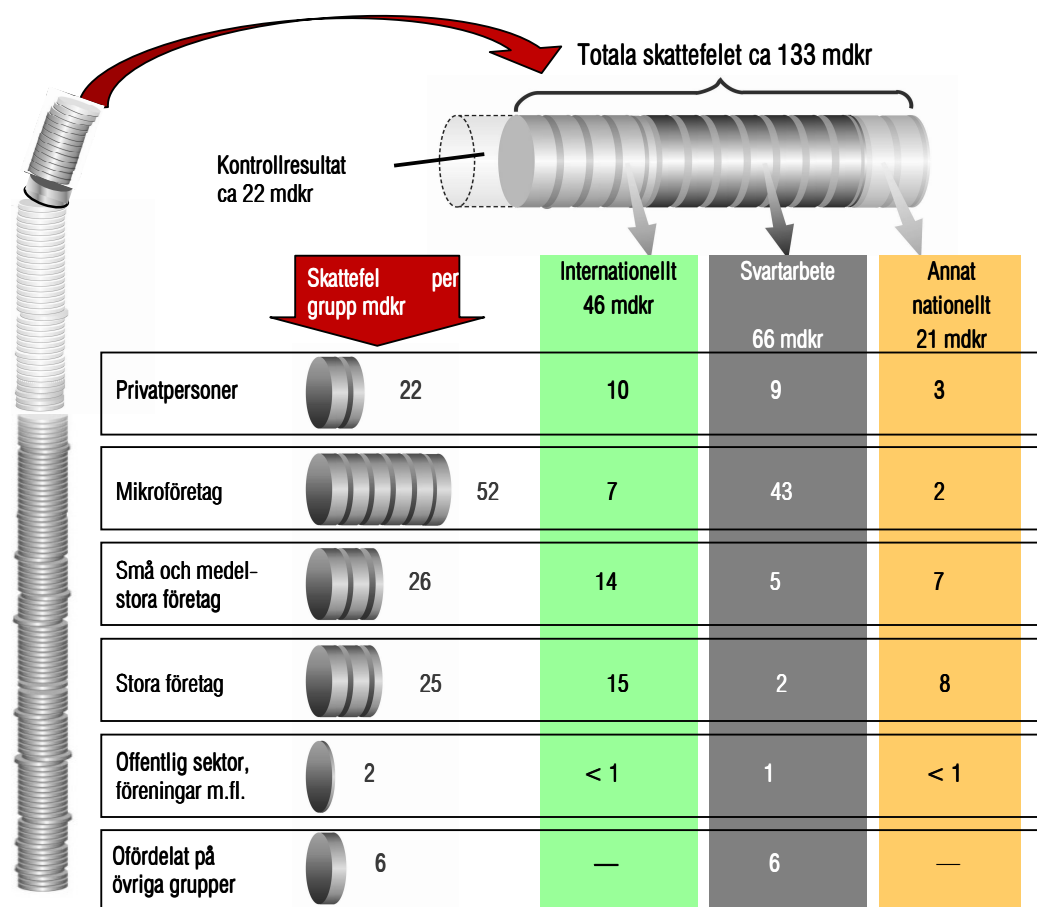 Totala skattefelet ca 133 mdkr
Kontrollresultat
ca 22 mdkr
Skattefel per
grupp mdkr
Internationellt
46 mdkr
Svartarbete
66 mdkr
Annat
nationellt
21 mdkr
Privatpersoner 22 10 9 3
Mikroföretag 52 7 43 2
Små och medel-
stora företag 26 14 5 7
Stora företag 25 15 2 8
Offentlig sektor,
föreningar m.fl. 2 < 1 1 < 1
Ofördelat på
övriga grupper 6 — 6 —